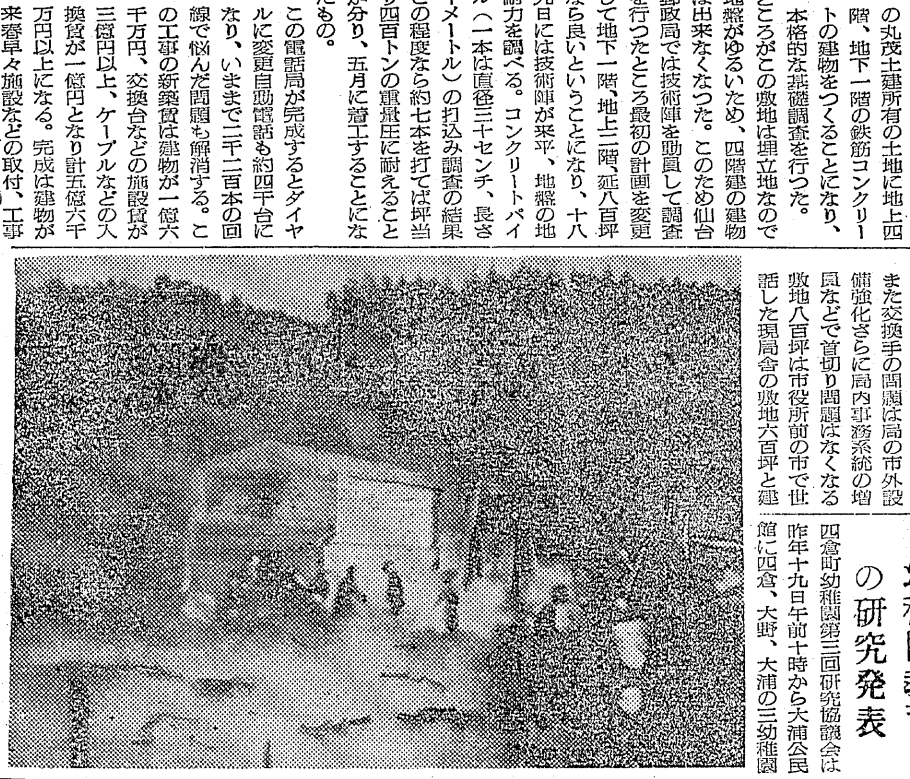 の丸茂土建所有の土地に地上四
階、地下一階の鉄筋コンクリー
トの建物をつくることになり、
本格的な基礎調査を行つた。
ところがこの敷地は埋立地なので
地盤がゆるいため、四階建の建物
は出来なくなつた。このため仙台
郵政局では技術陣を動員して調査
を行つたところ最初の計画を変更
して地下一階、地上二階、延八百坪
なら良いということになり、十八
九日には技術陣が来平、地盤の地
耐力を調べる。コンクリートパイ
ル（一本は直径三十センチ、長さ
ーメートル）の打込み調査の結果
この程度なら約七本を打てば坪当
り四百トンの重量圧に耐えること
が分り、五月に着工することにな
たもの。
この電話局が完成するとダイヤ
ルに変更自動電話も約四千台に
なり、いままで二千二百本の回
線で悩んだ問題も解消する。こ
の工事の新築費は建物が一億六
千万円、交換台などの施設費が
三億円以上、ケーブルなどの入
換費が一億円となり計五億六千
万円以上になる。完成は建物が
来春早々施設などの取付、工事
また交換手の問題は局の市外設
備強化さらに局内事務系統の増
員などで首切り問題はなくなる
敷地八百坪は市役所前の市で世
話した現局舎の敷地六百坪と建
の研究発表
四倉町幼稚園第三回研究協議会は
昨年十九日午前十時から大浦公民
館に四倉、大野、大浦の三幼稚園